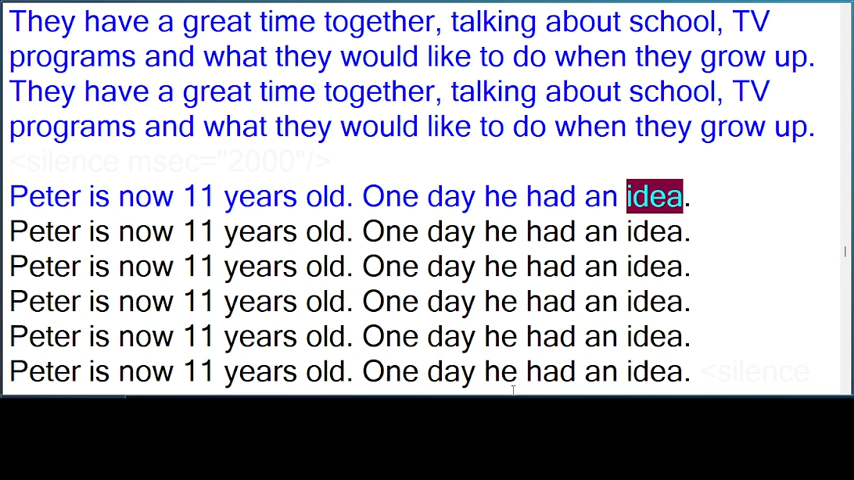 They have a great time together, talking about school, TV
programs and what they would like to do when they grow up.
They have a great time together, talking about school, TV
programs and what they would like to do when they grow up.
<silence msec="2000"/>
Peter is now 11 years old. One day he had an idea.
Peter is now 11 years old. One day he had an idea.
Peter is now 11 years old. One day he had an idea.
Peter is now 11 years old. One day he had an idea.
Peter is now 11 years old. One day he had an idea.
Peter is now 11 years old. One day he had an idea. <silence